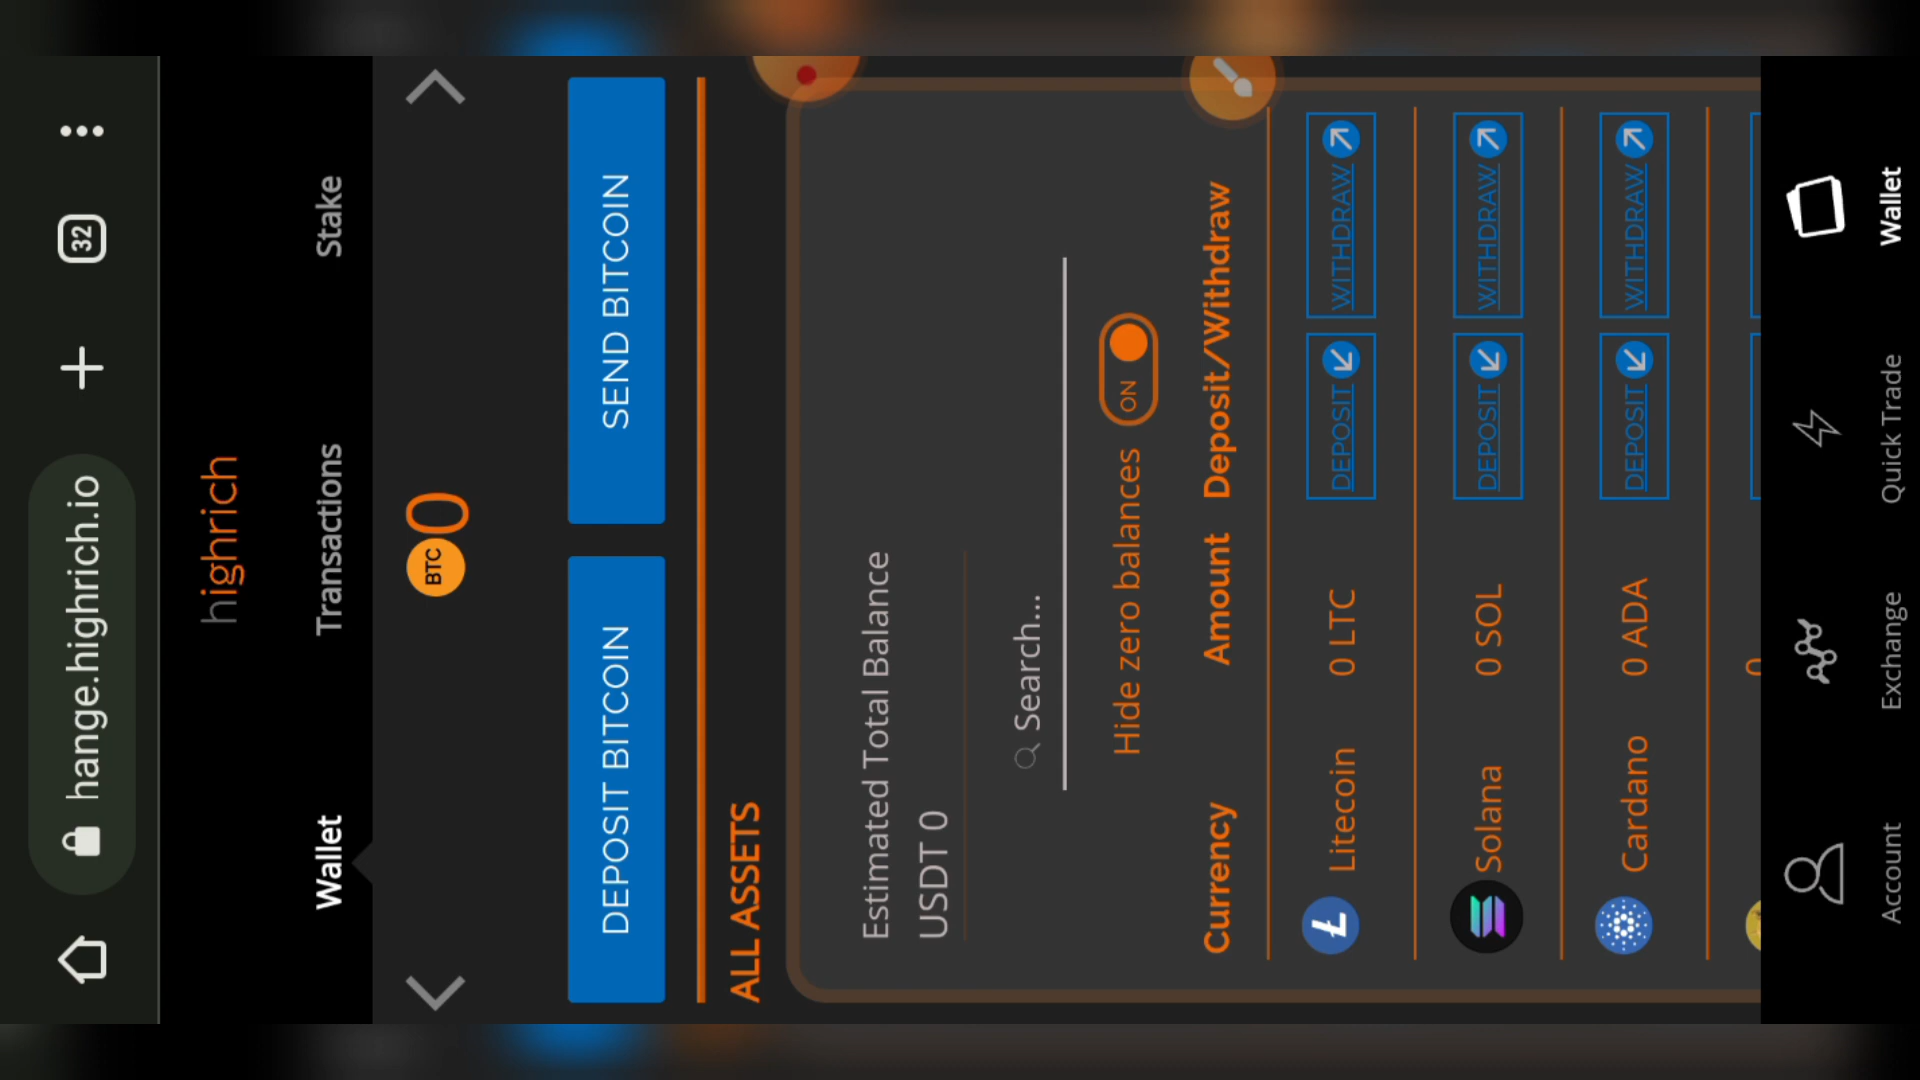 hange.highrich.io
32
highrich
Wallet Transactions Stake
BTC 0
DEPOSIT BITCOIN SEND BITCOIN
ALL ASSETS
Estimated Total Balance
USDT 0
Search...
Hide zero balances ON
Currency Amount Deposit/Withdraw
Litecoin 0 LTC DEPOSIT WITHDRAW
Solana 0 SOL DEPOSIT WITHDRAW
Cardano 0 ADA DEPOSIT WITHDRAW
Account Exchange Quick Trade Wallet